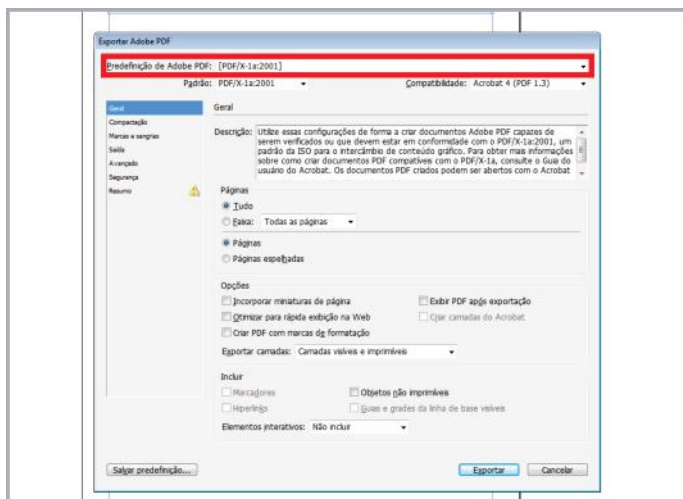 Exportar Adobe PDF
Predefinição de Adobe PDF: [PDF/X-1a:2001]
Padrão: PDF/X-1a:2001 Compatibilidade: Acrobat 4 (PDF 1.3)
Geral
Compactação
Marcas e sangrias
Saída
Avançado
Segurança
Resumo
Geral
Descrição: Utilize essas configurações de forma a criar documentos Adobe PDF capazes de
serem verificados ou que devem estar em conformidade com o PDF/X-1a:2001, um
padrão da ISO para o intercâmbio de conteúdo gráfico. Para obter mais informações
sobre como criar documentos PDF compatíveis com o PDF/X-1a, consulte o Guia do
usuário do Acrobat. Os documentos PDF criados podem ser abertos com o Acrobat
Páginas
Tudo
Faixa: Todas as páginas
Páginas
Páginas espelhadas
Opções
Incorporar miniaturas de página Exibir PDF após exportação
Otimizar para rápida exibição na Web Criar camadas do Acrobat
Criar PDF com marcas de formatação
Exportar camadas: Camadas visíveis e imprimíveis
Incluir
Marcadores Objetos não imprimíveis
Hiperlinks Guias e grades da linha de base visíveis
Elementos interativos: Não incluir
Salvar predefinição... Exportar Cancelar